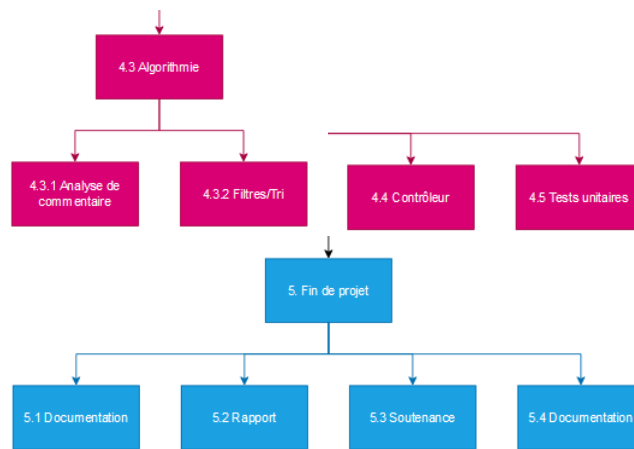 4.3 Algorithmie
4.3.1 Analyse de
commentaire
4.3.2 Filtres/Tri
4.4 Contrôleur
4.5 Tests unitaires
5. Fin de projet
5.1 Documentation
5.2 Rapport
5.3 Soutenance
5.4 Documentation